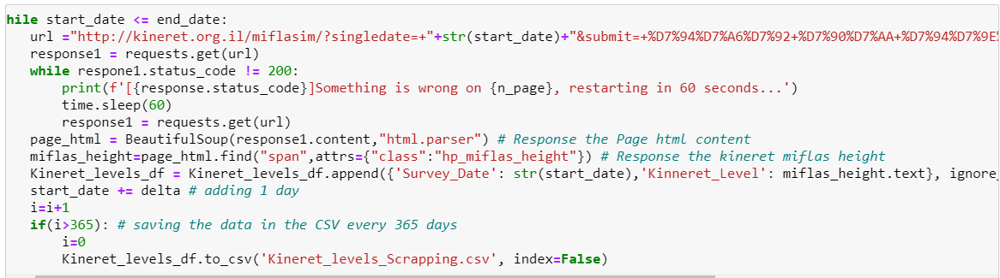 hile start_date <= end_date:
url ="http://kineret.org.il/miflasim/?singledate=+"+str(start_date)+"&submit=+%D7%94%D7%A6%D7%92+%D7%90%D7%AA+%D7%94%D7%9E%
response1 = requests.get(url)
while respone1.status_code != 200:
print(f'[{response.status_code}]Something is wrong on {n_page}, restarting in 60 seconds...')
time.sleep(60)
response1 = requests.get(url)
page_html = BeautifulSoup(response1.content,"html.parser") # Response the Page html content
miflas_height=page_html.find("span",attrs={"class":"hp_miflas_height"}) # Response the kineret miflas height
Kineret_levels_df = Kineret_levels_df.append({'Survey_Date': str(start_date),'Kinneret_Level': miflas_height.text}, ignore_
start_date += delta # adding 1 day
i=i+1
if(i>365): # saving the data in the CSV every 365 days
i=0
Kineret_levels_df.to_csv('Kineret_levels_Scrapping.csv', index=False)